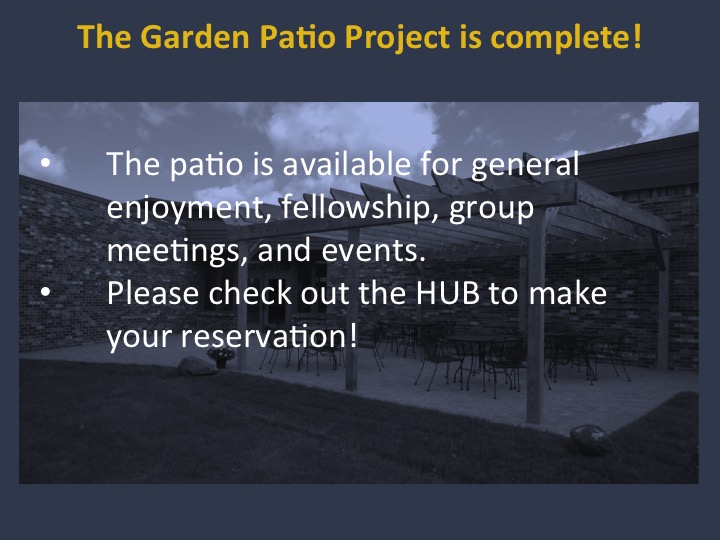 The Garden Patio Project is complete!
• The patio is available for general
enjoyment, fellowship, group
meetings, and events.
• Please check out the HUB to make
your reservation!